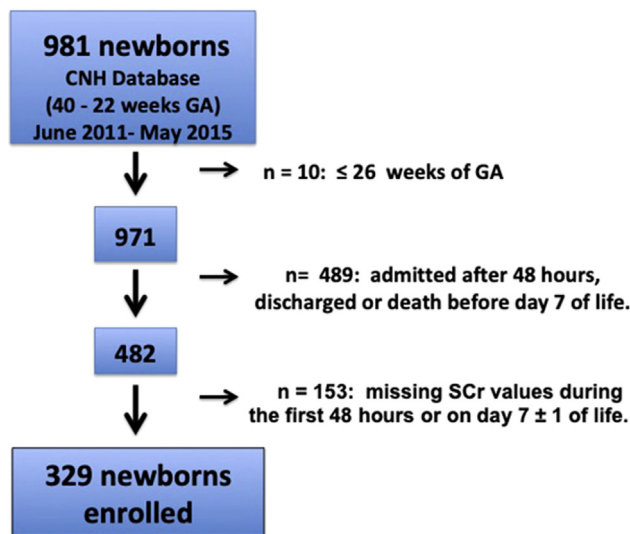 981 newborns
CNH Database
(40 - 22 weeks GA)
June 2011- May 2015
n = 10: ≤ 26 weeks of GA
971
n= 489: admitted after 48 hours,
discharged or death before day 7 of life.
482
n = 153: missing SCr values during
the first 48 hours or on day 7 ± 1 of life.
329 newborns
enrolled